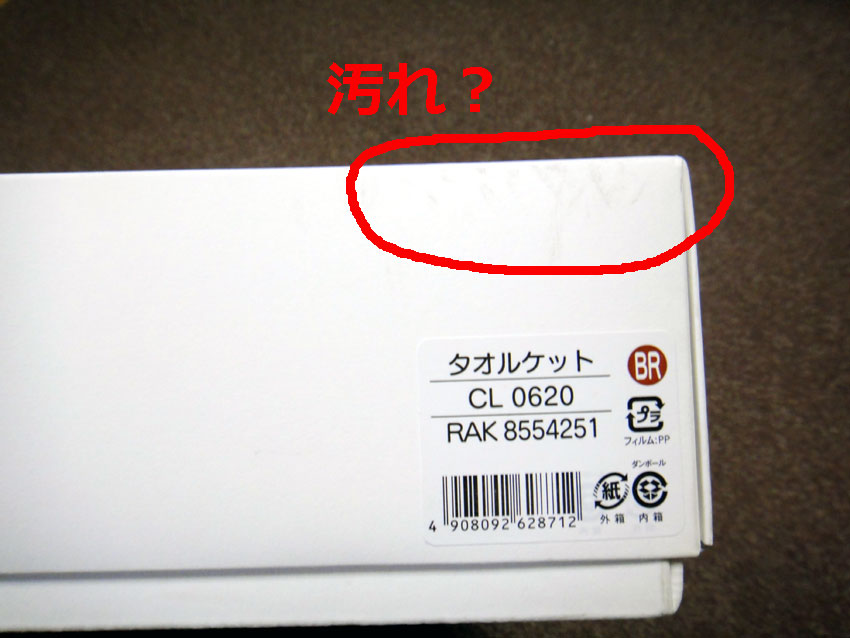 汚れ？
タオルケット
BR
CL 0620
プラ
RAK 8554251
フィルム:PP
ダンボール
紙
4 908092 628712
外箱
内箱